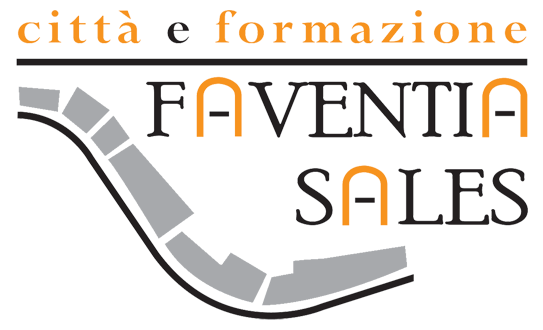 città e formazione
FAVENTIA
SALES